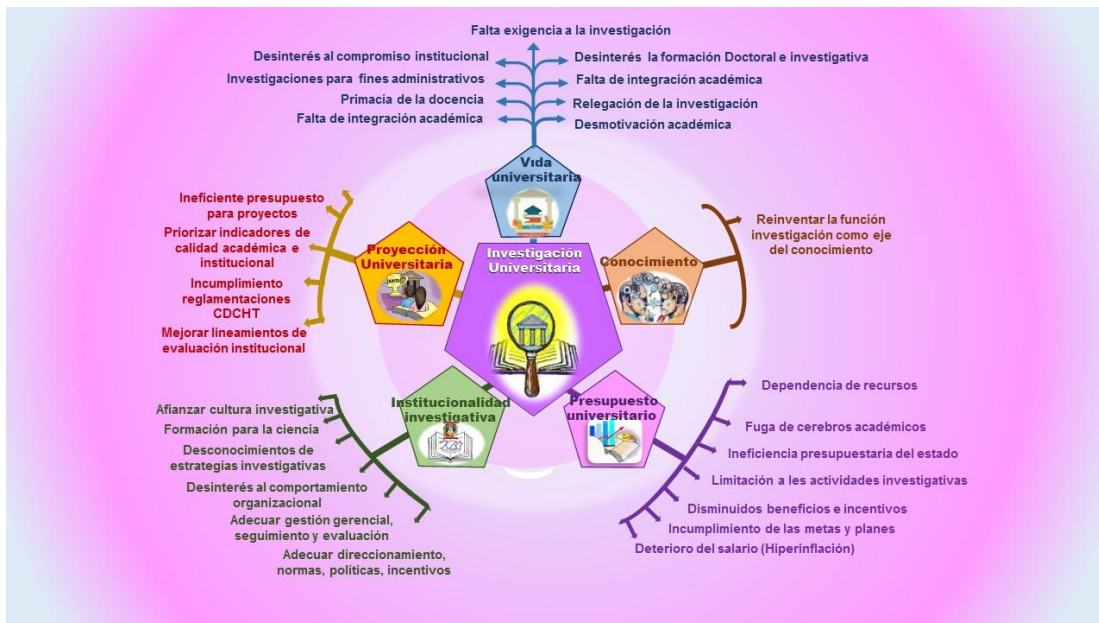 Falta exigencia a la investigación
Desinterés al compromiso institucional
Investigaciones para fines administrativos
Primacía de la docencia
Falta de integración académica
Desinterés la formación Doctoral e investigativa
Falta de integración académica
Relegación de la investigación
Desmotivación académica
Vida
universitaria
Ineficiente presupuesto
para proyectos
Priorizar indicadores de
calidad académica e
institucional
Incumplimiento
reglamentaciones
CDCHT
Mejorar lineamientos de
evaluación institucional
Proyección
Universitaria
Investigación
Universitaria
Conocimiento
Reinventar la función
investigación como eje
del conocimiento
Institucionalidad
investigativa
Afianzar cultura investigativa
Formación para la ciencia
Desconocimientos de
estrategias investigativas
Desinterés al comportamiento
organizacional
Adecuar gestión gerencial,
seguimiento y evaluación
Adecuar direccionamiento,
normas, políticas, incentivos
Presupuesto
universitario
Dependencia de recursos
Fuga de cerebros académicos
Ineficiencia presupuestaria del estado
Limitación a les actividades investigativas
Disminuidos beneficios e incentivos
Incumplimiento de las metas y planes
Deterioro del salario (Hiperinflación)